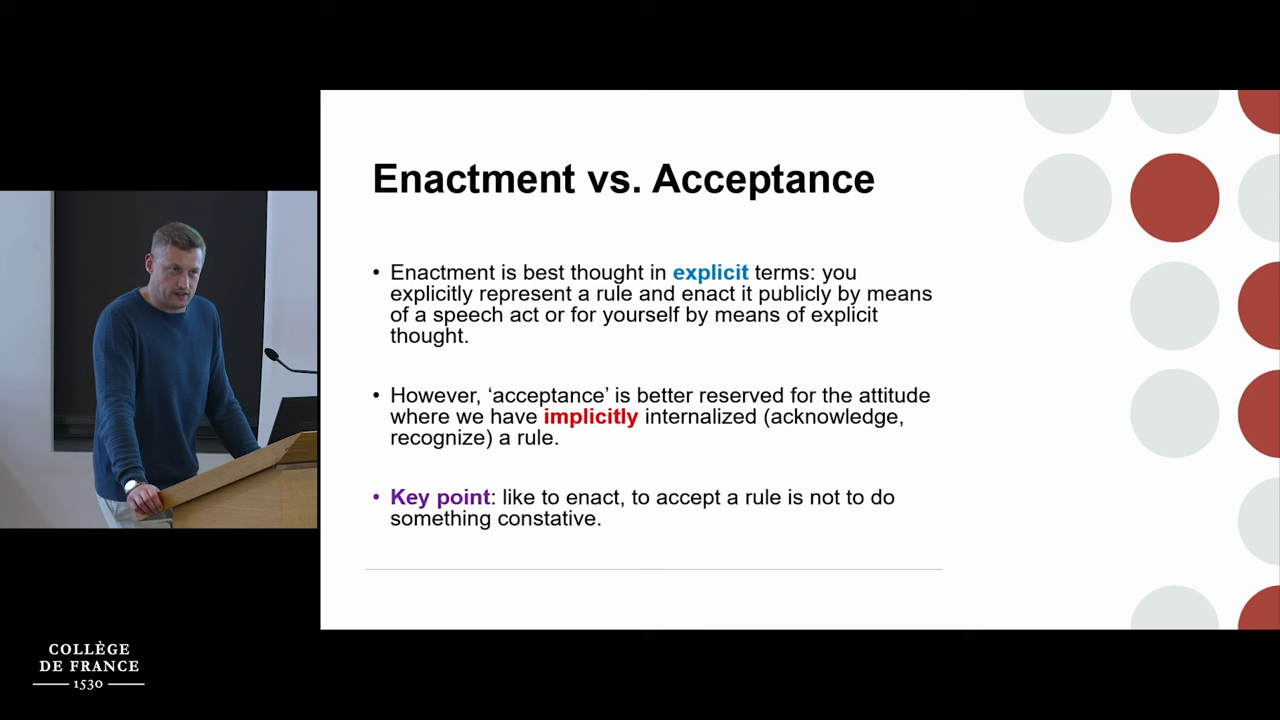 Enactment vs. Acceptance
• Enactment is best thought in explicit terms: you
explicitly represent a rule and enact it publicly by means
of a speech act or for yourself by means of explicit
thought.
• However, ‘acceptance’ is better reserved for the attitude
where we have implicitly internalized (acknowledge,
recognize) a rule.
• Key point: like to enact, to accept a rule is not to do
something constative.
COLLÈGE
DE FRANCE
1530